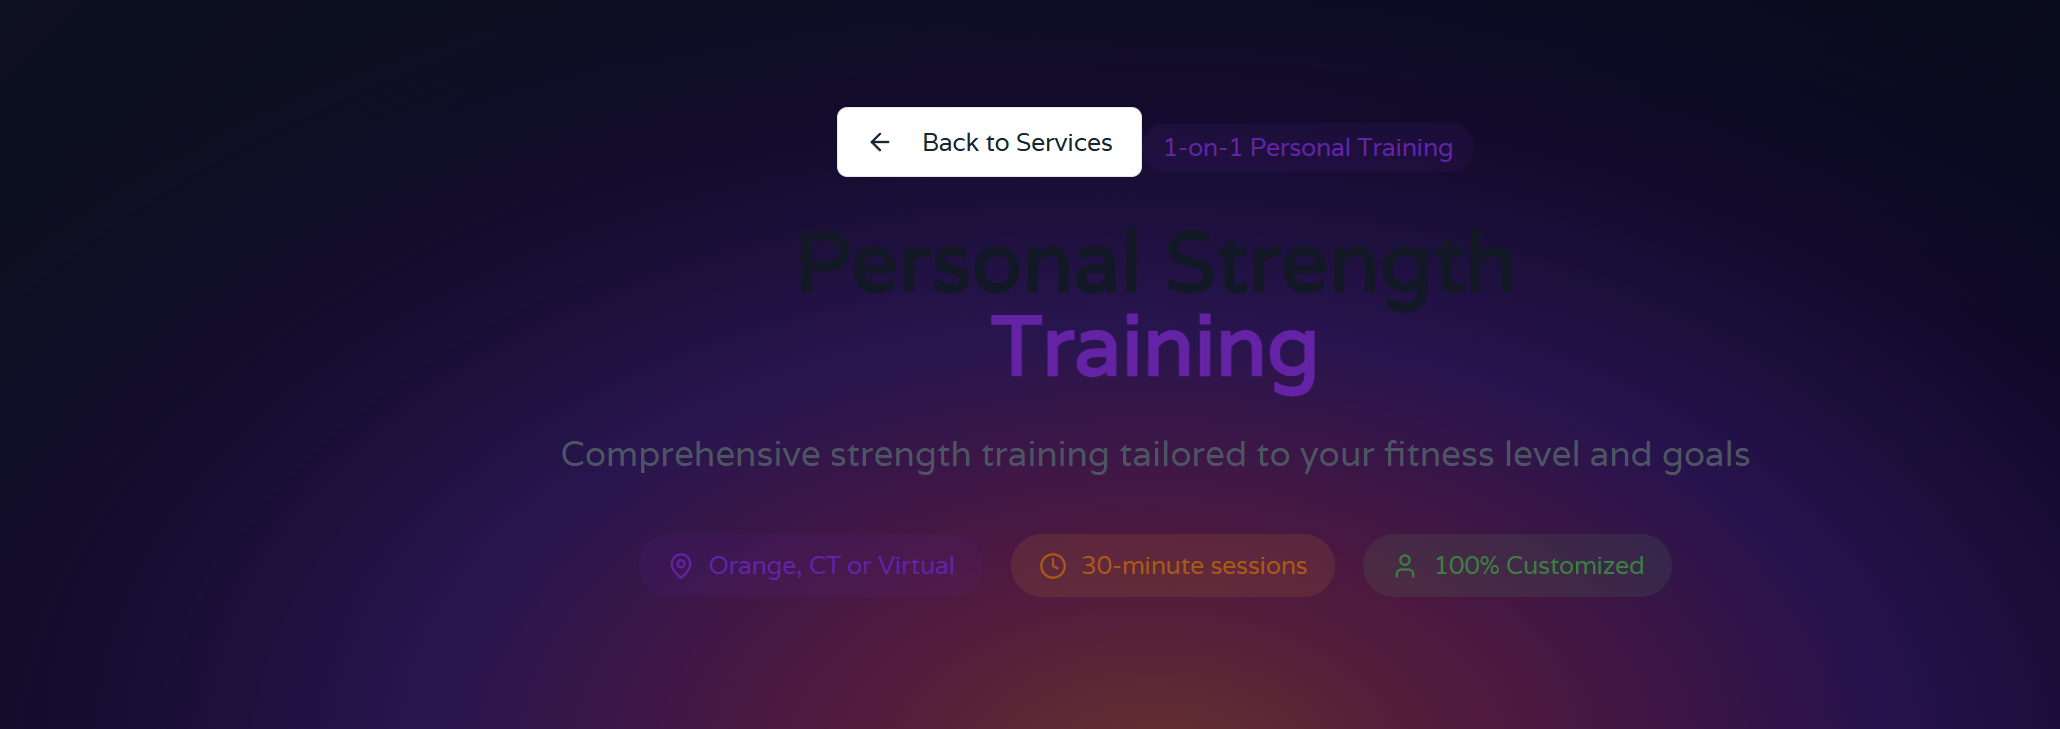 Back to Services
1-on-1 Personal Training
Personal Strength
Training
Comprehensive strength training tailored to your fitness level and goals
Orange, CT or Virtual
30-minute sessions
100% Customized